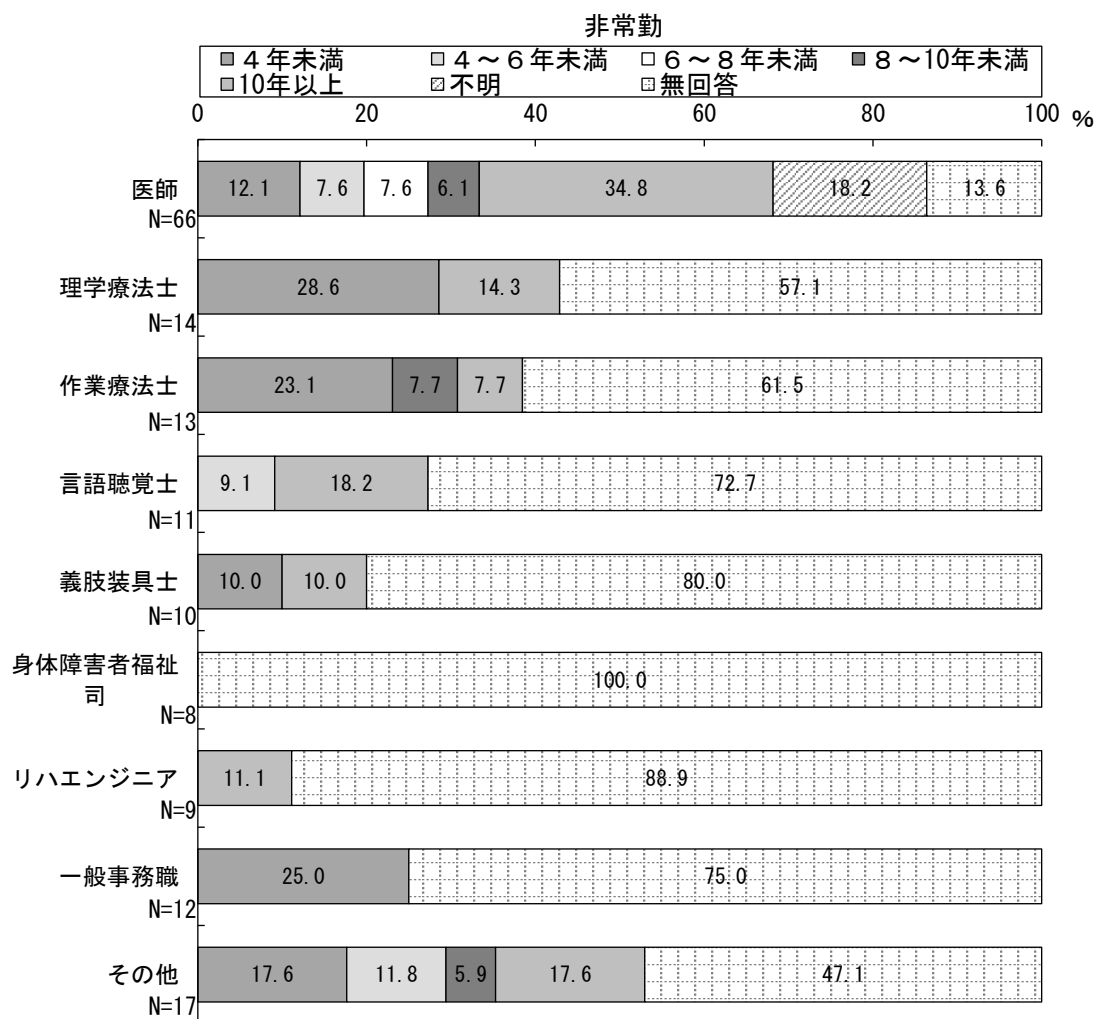 非常勤
４年未満 ４～６年未満 ６～８年未満 ８～10年未満
10年以上 不明 無回答
0 20 40 60 80 100 %
医師 12.1 7.6 7.6 6.1 34.8 18.2 13.6
N=66
理学療法士 28.6 14.3 57.1
N=14
作業療法士 23.1 7.7 7.7 61.5
N=13
言語聴覚士 9.1 18.2 72.7
N=11
義肢装具士 10.0 10.0 80.0
N=10
身体障害者福祉
司 100.0
N=8
リハエンジニア 11.1 88.9
N=9
一般事務職 25.0 75.0
N=12
その他 17.6 11.8 5.9 17.6 47.1
N=17